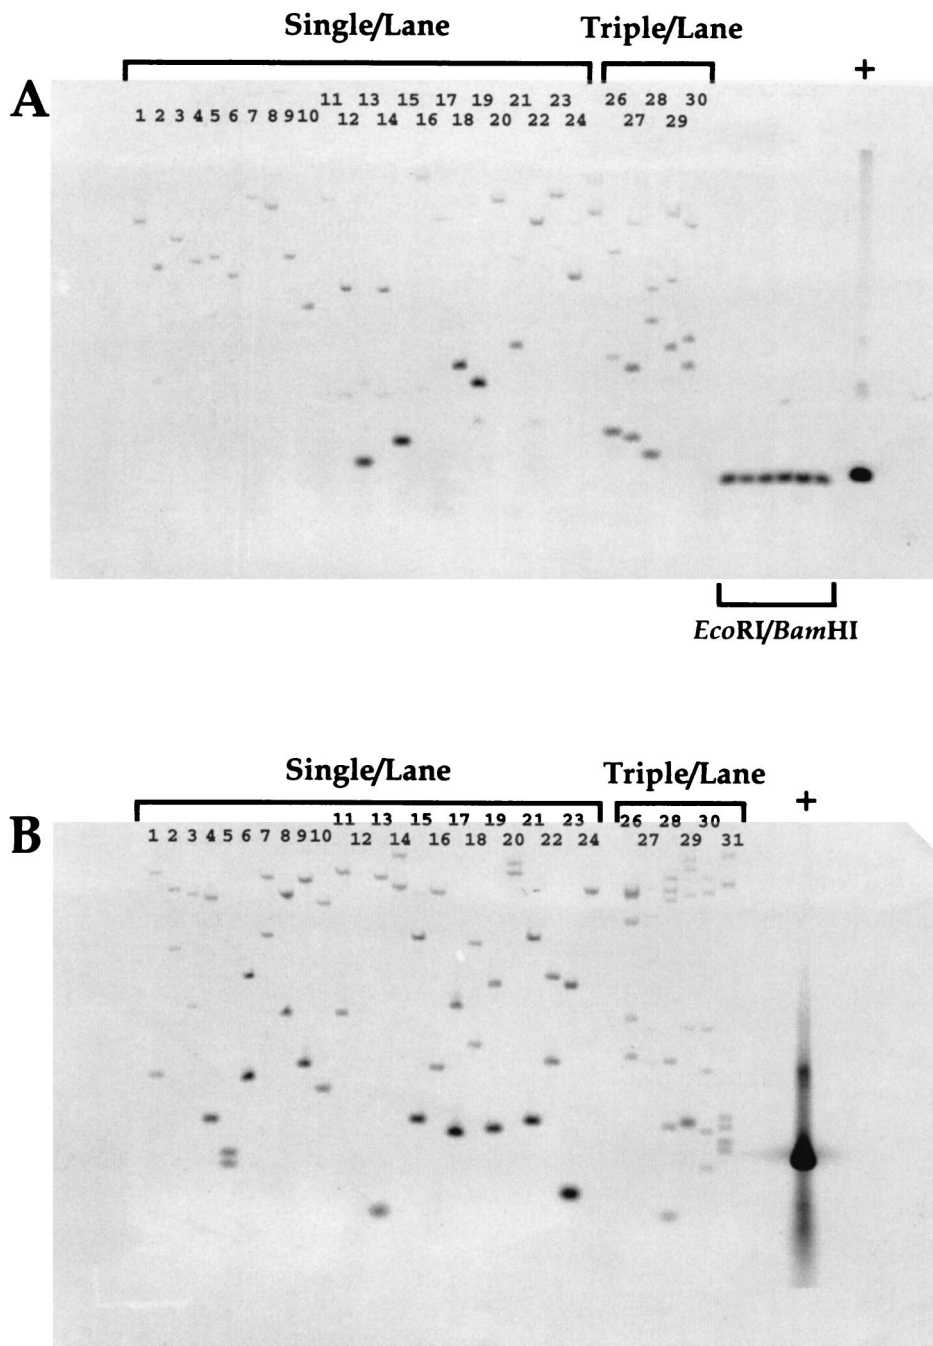 Single/Lane Triple/Lane
+
A
11 13 15 17 19 21 23 26 28 30
1 2 3 4 5 6 7 8 9 10 12 14 16 18 20 22 24 27 29
EcoRI/BamHI
Single/Lane Triple/Lane
+
B
11 13 15 17 19 21 23 26 28 30
1 2 3 4 5 6 7 8 9 10 12 14 16 18 20 22 24 27 29 31